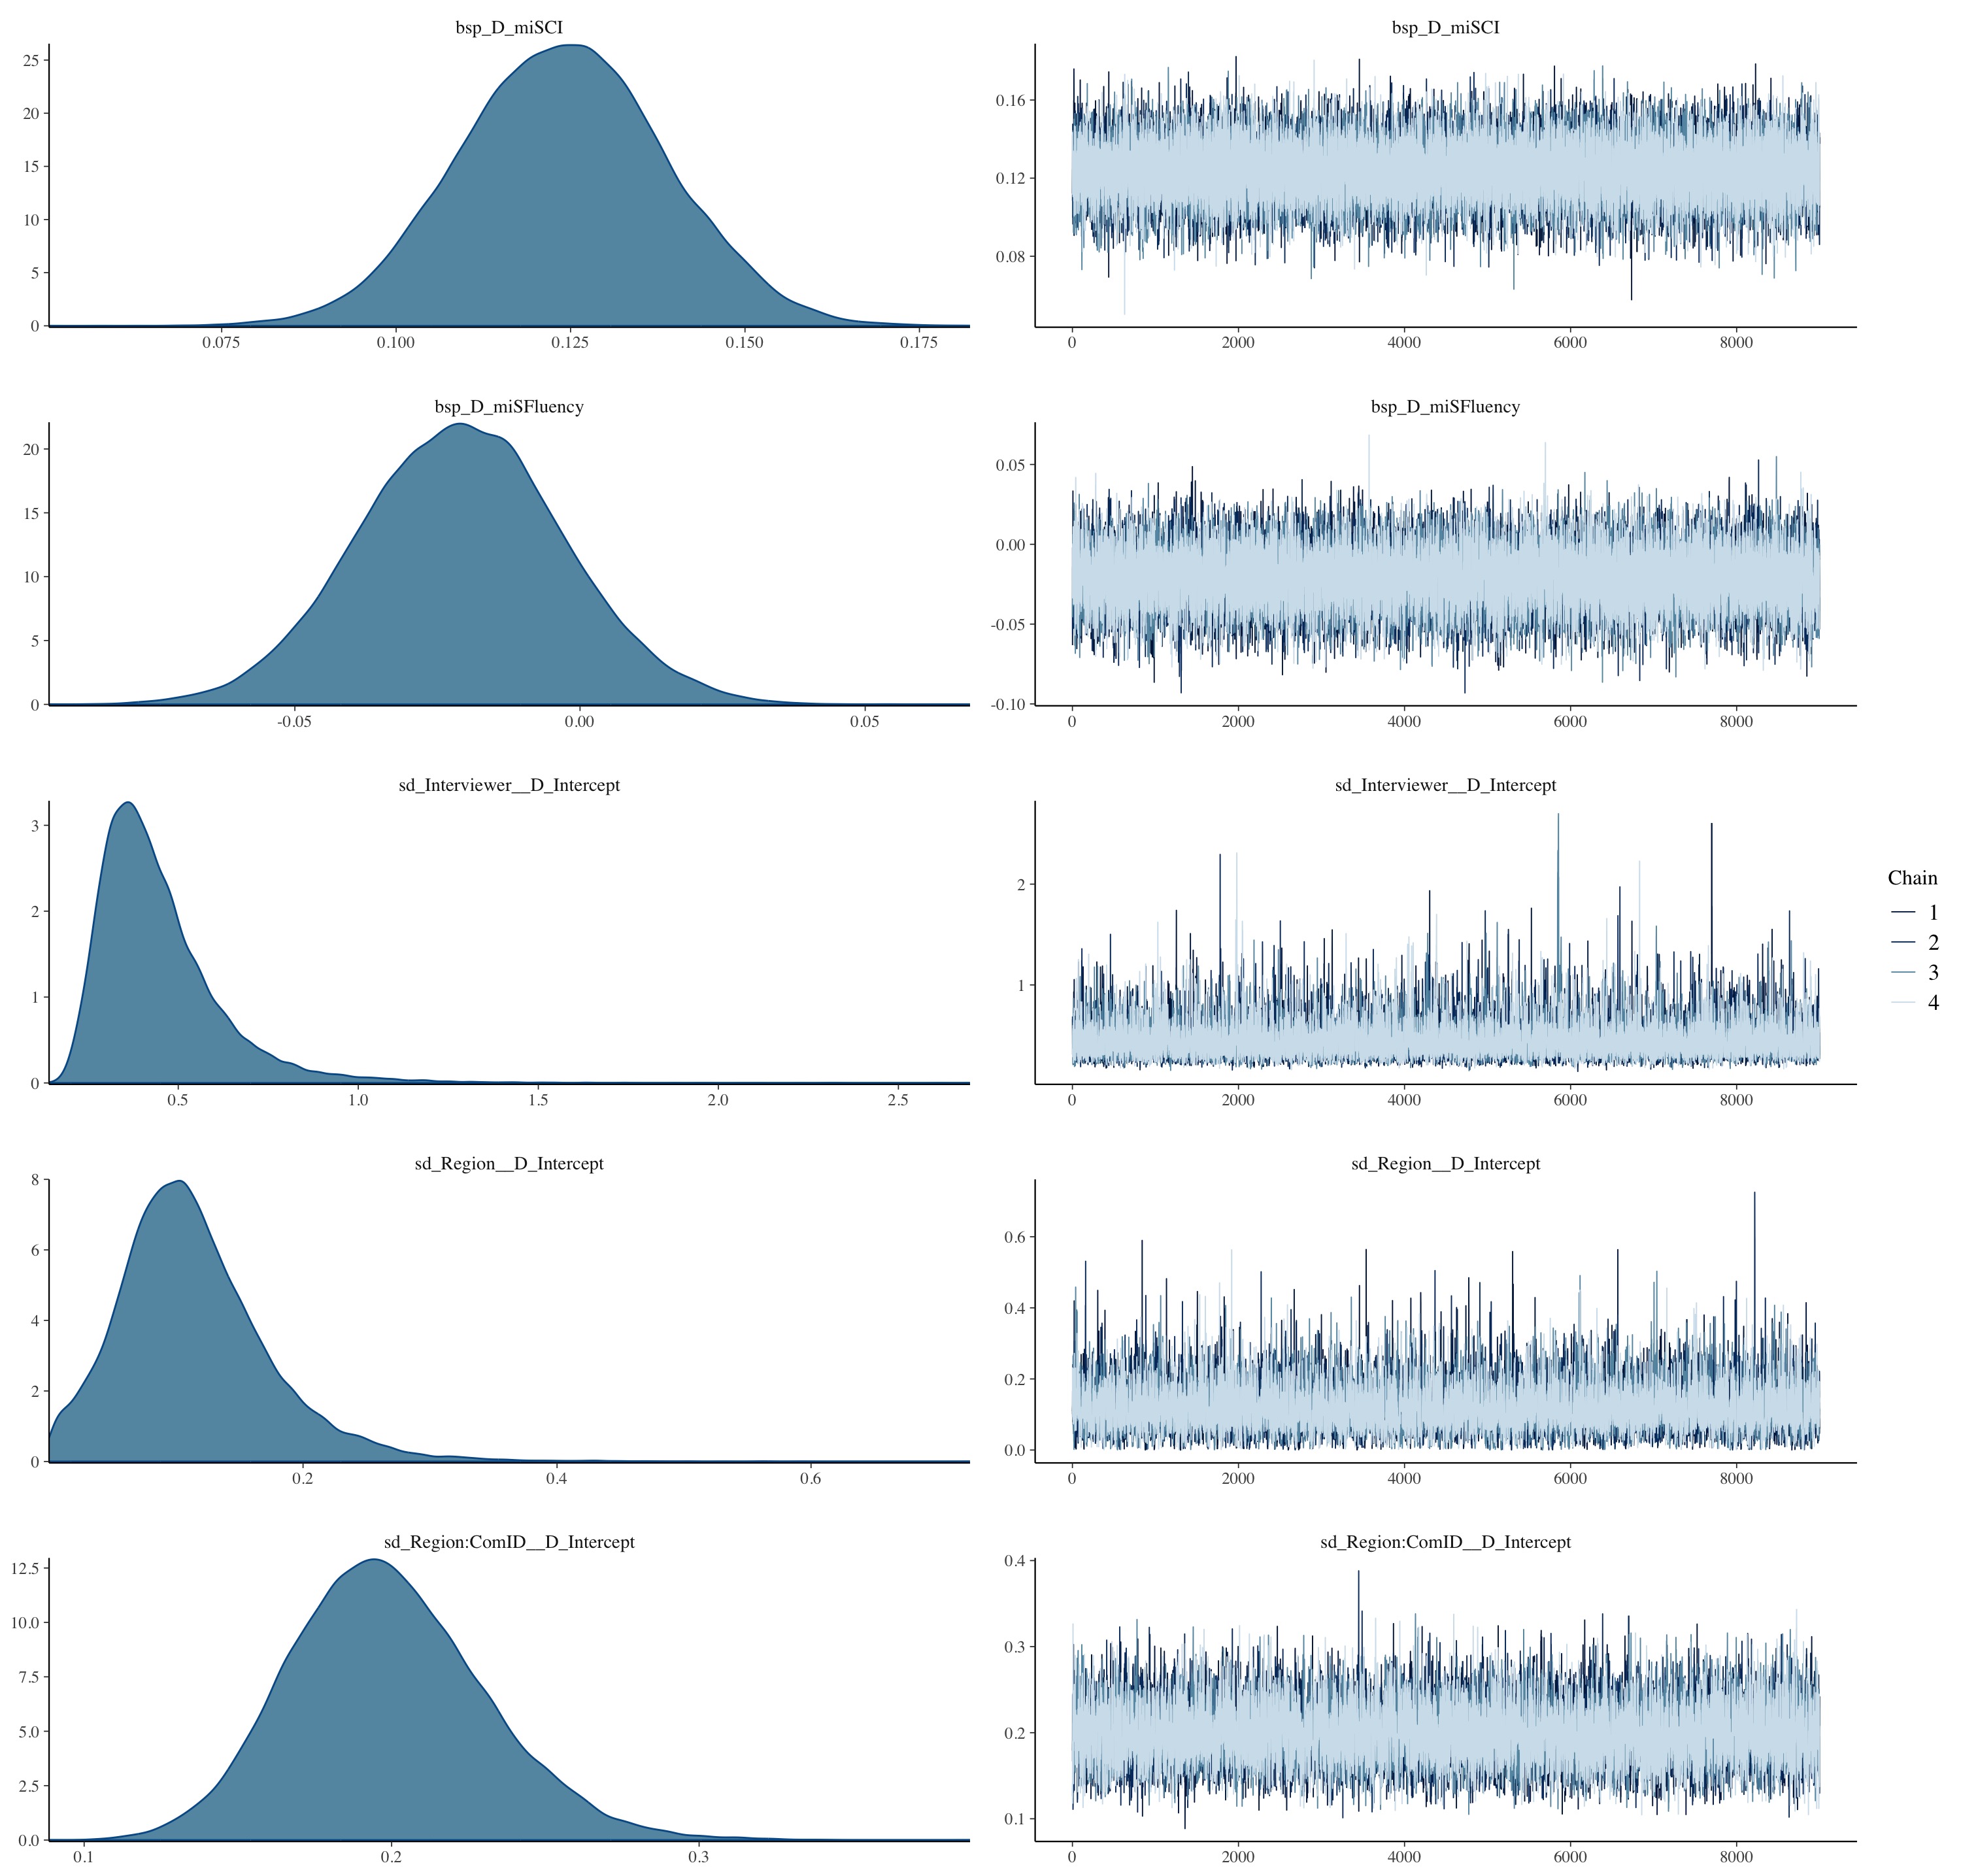 bsp_D_miSCI
25
20
15
10
5
0
0.075 0.100 0.125 0.150 0.175
bsp_D_miSCI
0.16
0.12
0.08
0 2000 4000 6000 8000
bsp_D_miSFluency
20
15
10
5
0
-0.05 0.00 0.05
bsp_D_miSFluency
0.05
0.00
-0.05
-0.10
0 2000 4000 6000 8000
sd_Interviewer__D_Intercept
3
2
1
0
0.5 1.0 1.5 2.0 2.5
sd_Interviewer__D_Intercept
2
1
0 2000 4000 6000 8000
Chain
1
2
3
4
sd_Region__D_Intercept
8
6
4
2
0
0.2 0.4 0.6
sd_Region__D_Intercept
0.6
0.4
0.2
0.0
0 2000 4000 6000 8000
sd_Region:ComID__D_Intercept
12.5
10.0
7.5
5.0
2.5
0.0
0.1 0.2 0.3
sd_Region:ComID__D_Intercept
0.4
0.3
0.2
0.1
0 2000 4000 6000 8000